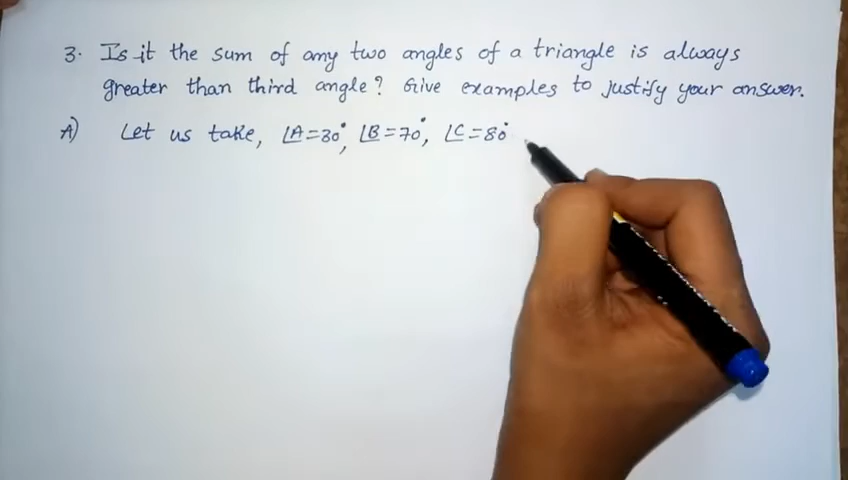 3. Is it the sum of any two angles of a triangle is always
greater than third angle? Give examples to justify your answer.
A) Let us take, ∠A=30°, ∠B=70°, ∠C=80°